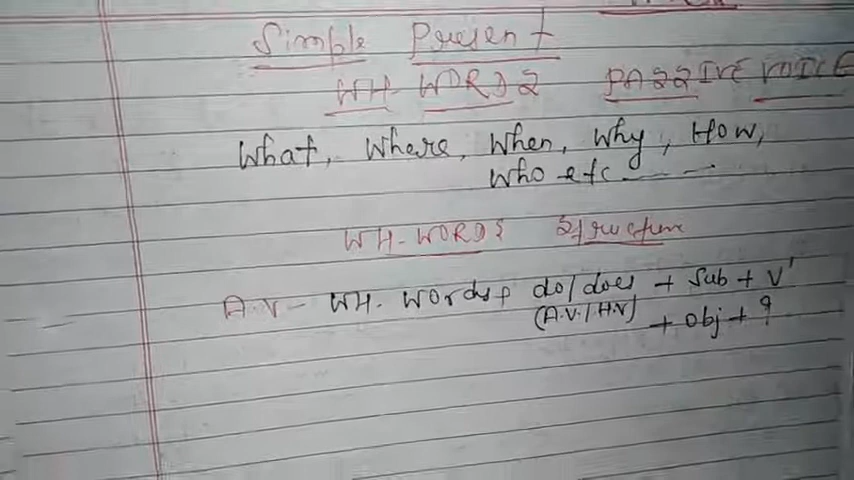 Simple Present
WH-WORDS PASSIVE VOICE
What, Where, When, Why, How,
Who etc.
WH-WORDS Structure
A.V- WH. Words + do/does + Sub + V'
(A.V./H.V) + obj + ?